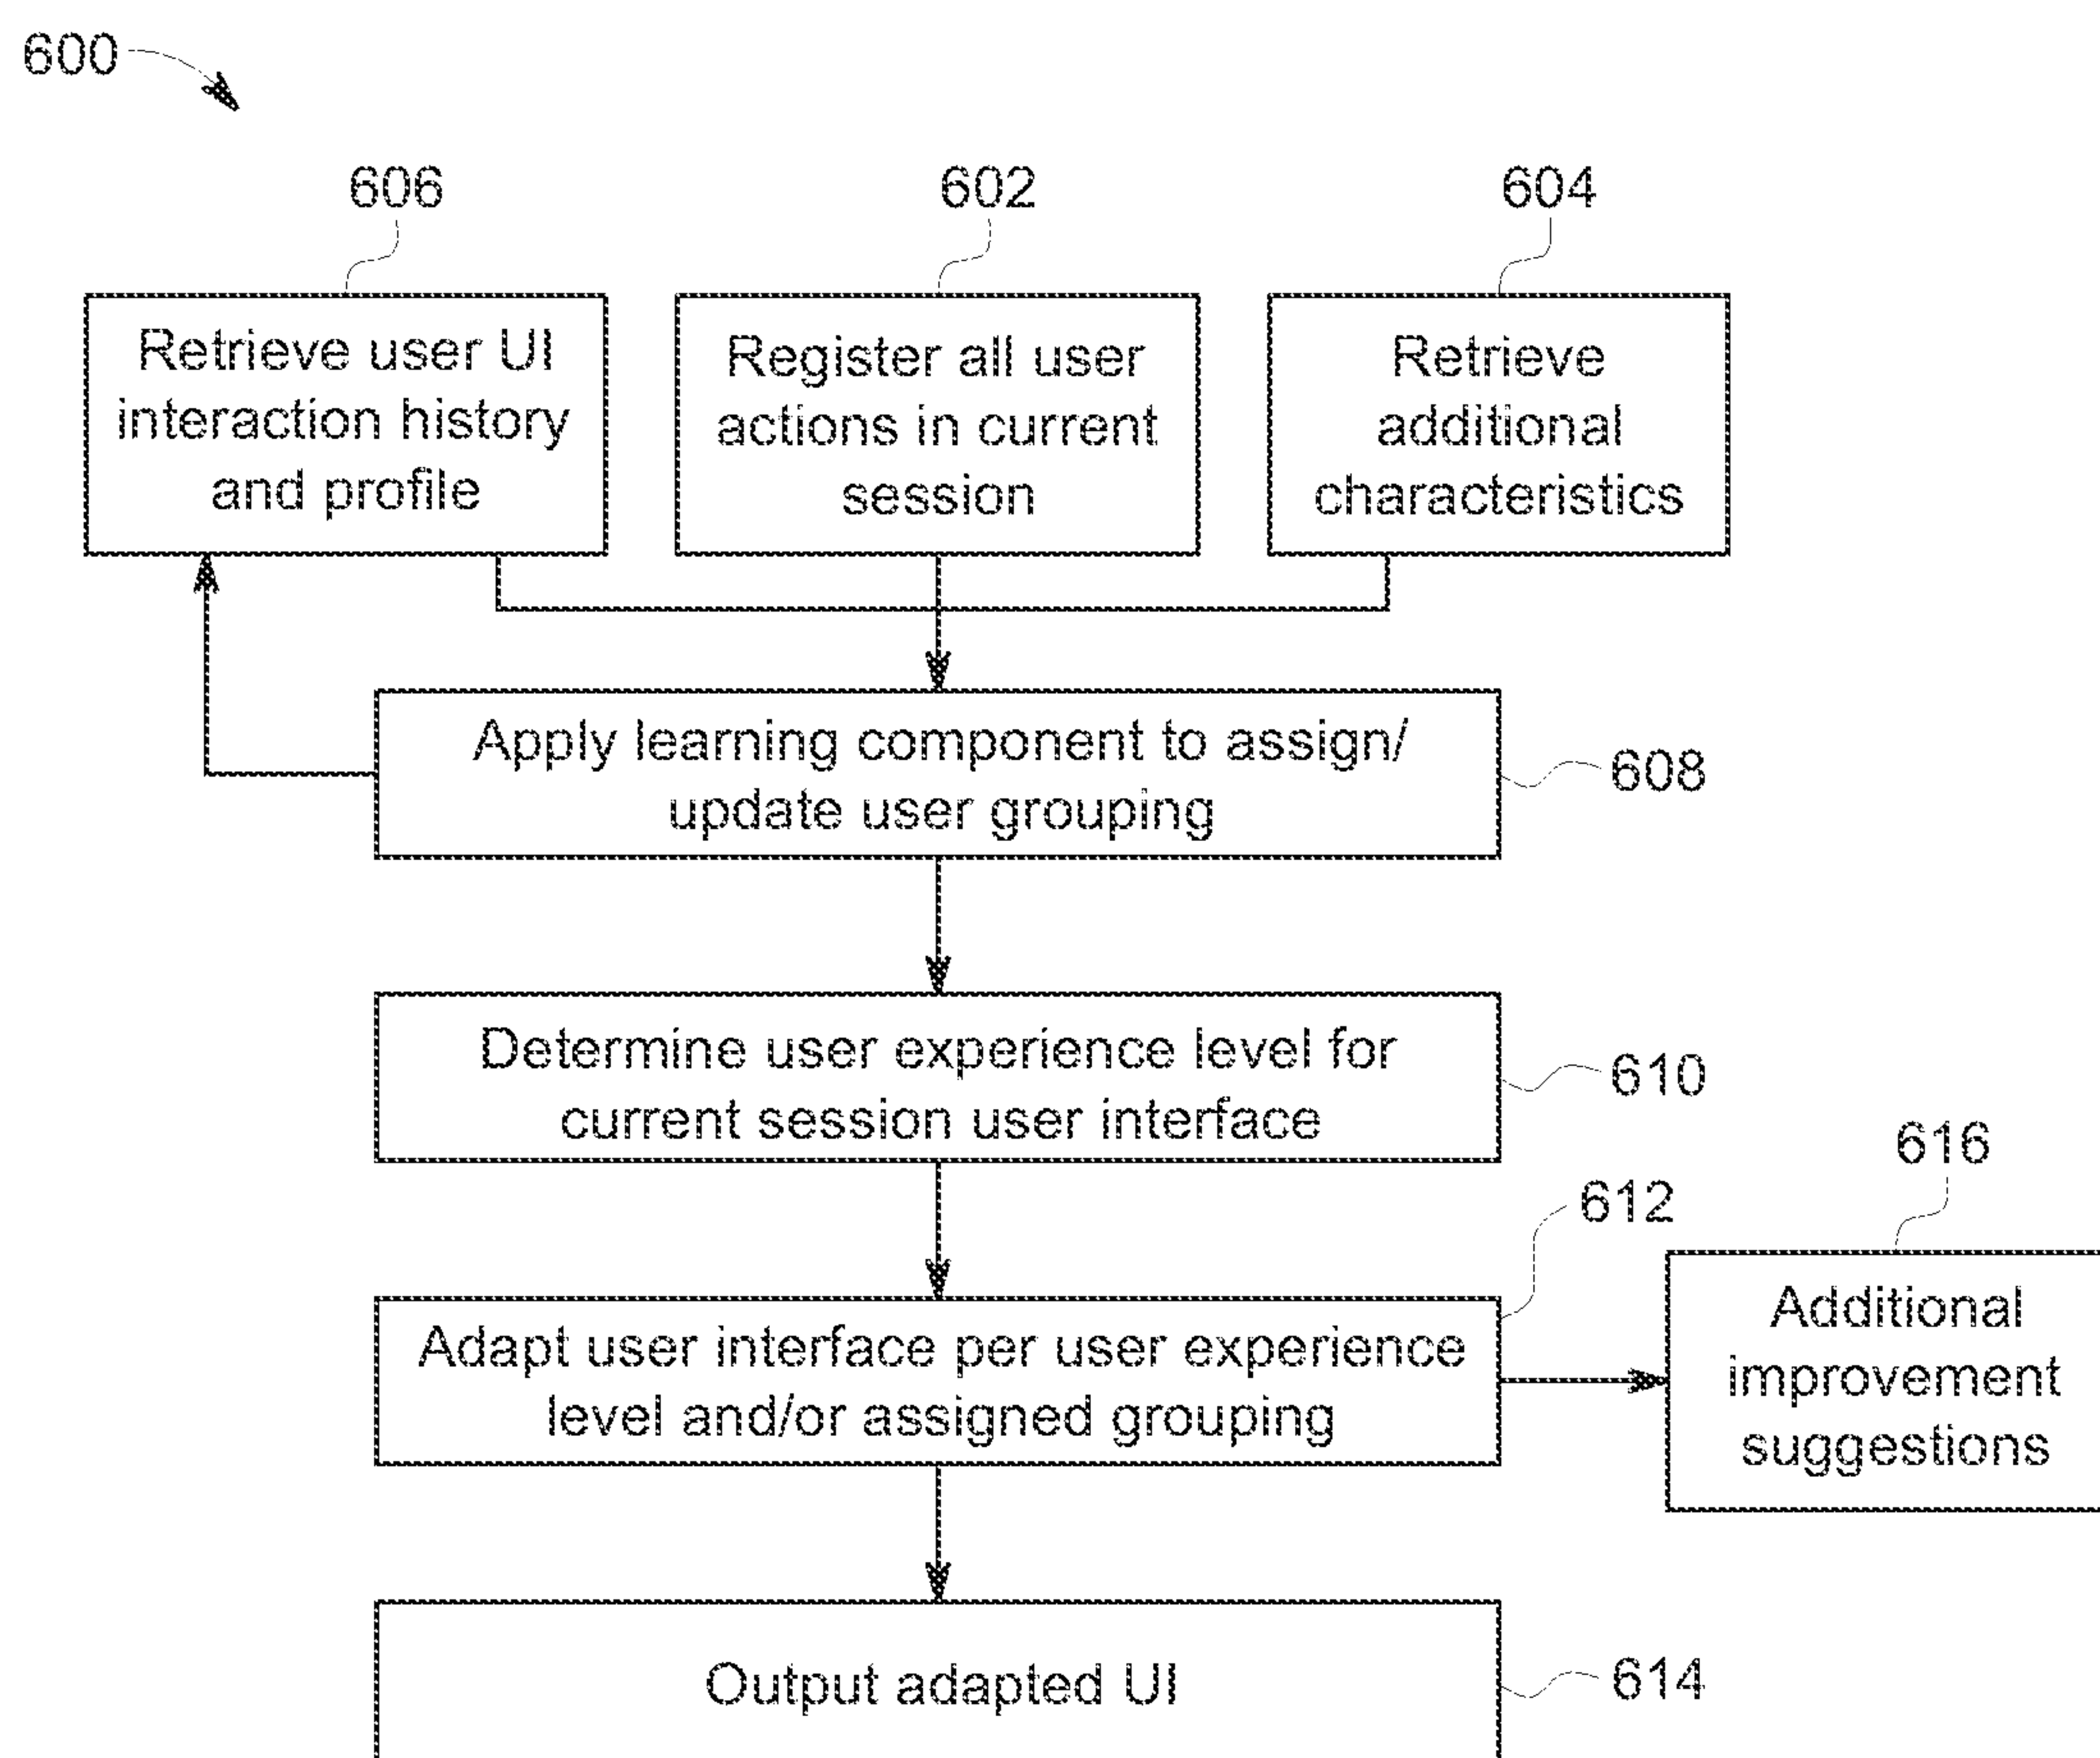 600
606
602
604
Retrieve user UI
interaction history
and profile
Register all user
actions in current
session
Retrieve
additional
characteristics
Apply learning component to assign/
update user grouping
608
Determine user experience level for
current session user interface
610
612
616
Adapt user interface per user experience
level and/or assigned grouping
Additional
improvement
suggestions
Output adapted UI
614